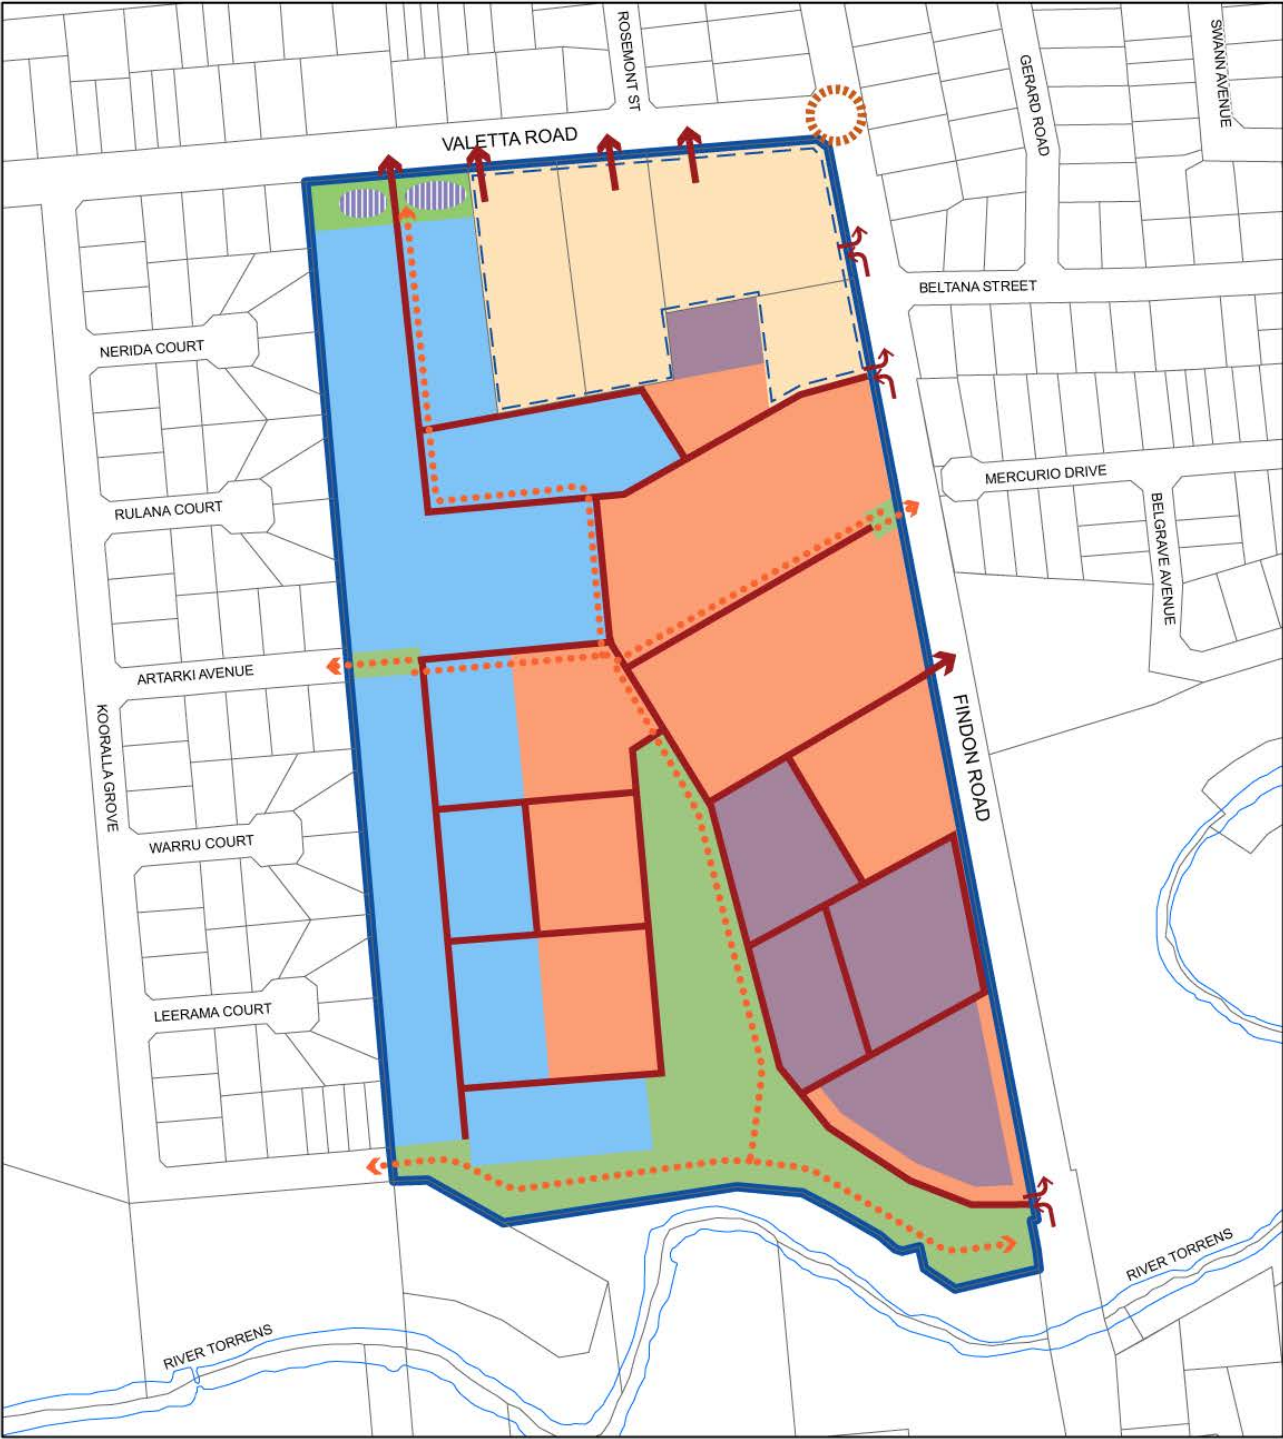 ROSEMONT ST
SWANN AVENUE
GERARD ROAD
VALETTA ROAD
BELTANA STREET
NERIDA COURT
MERCURIO DRIVE
RULANA COURT
BELGRAVE AVENUE
ARTARKI AVENUE
KOORALLA GROVE
FINDON ROAD
WARRU COURT
LEERAMA COURT
RIVER TORRENS
RIVER TORRENS